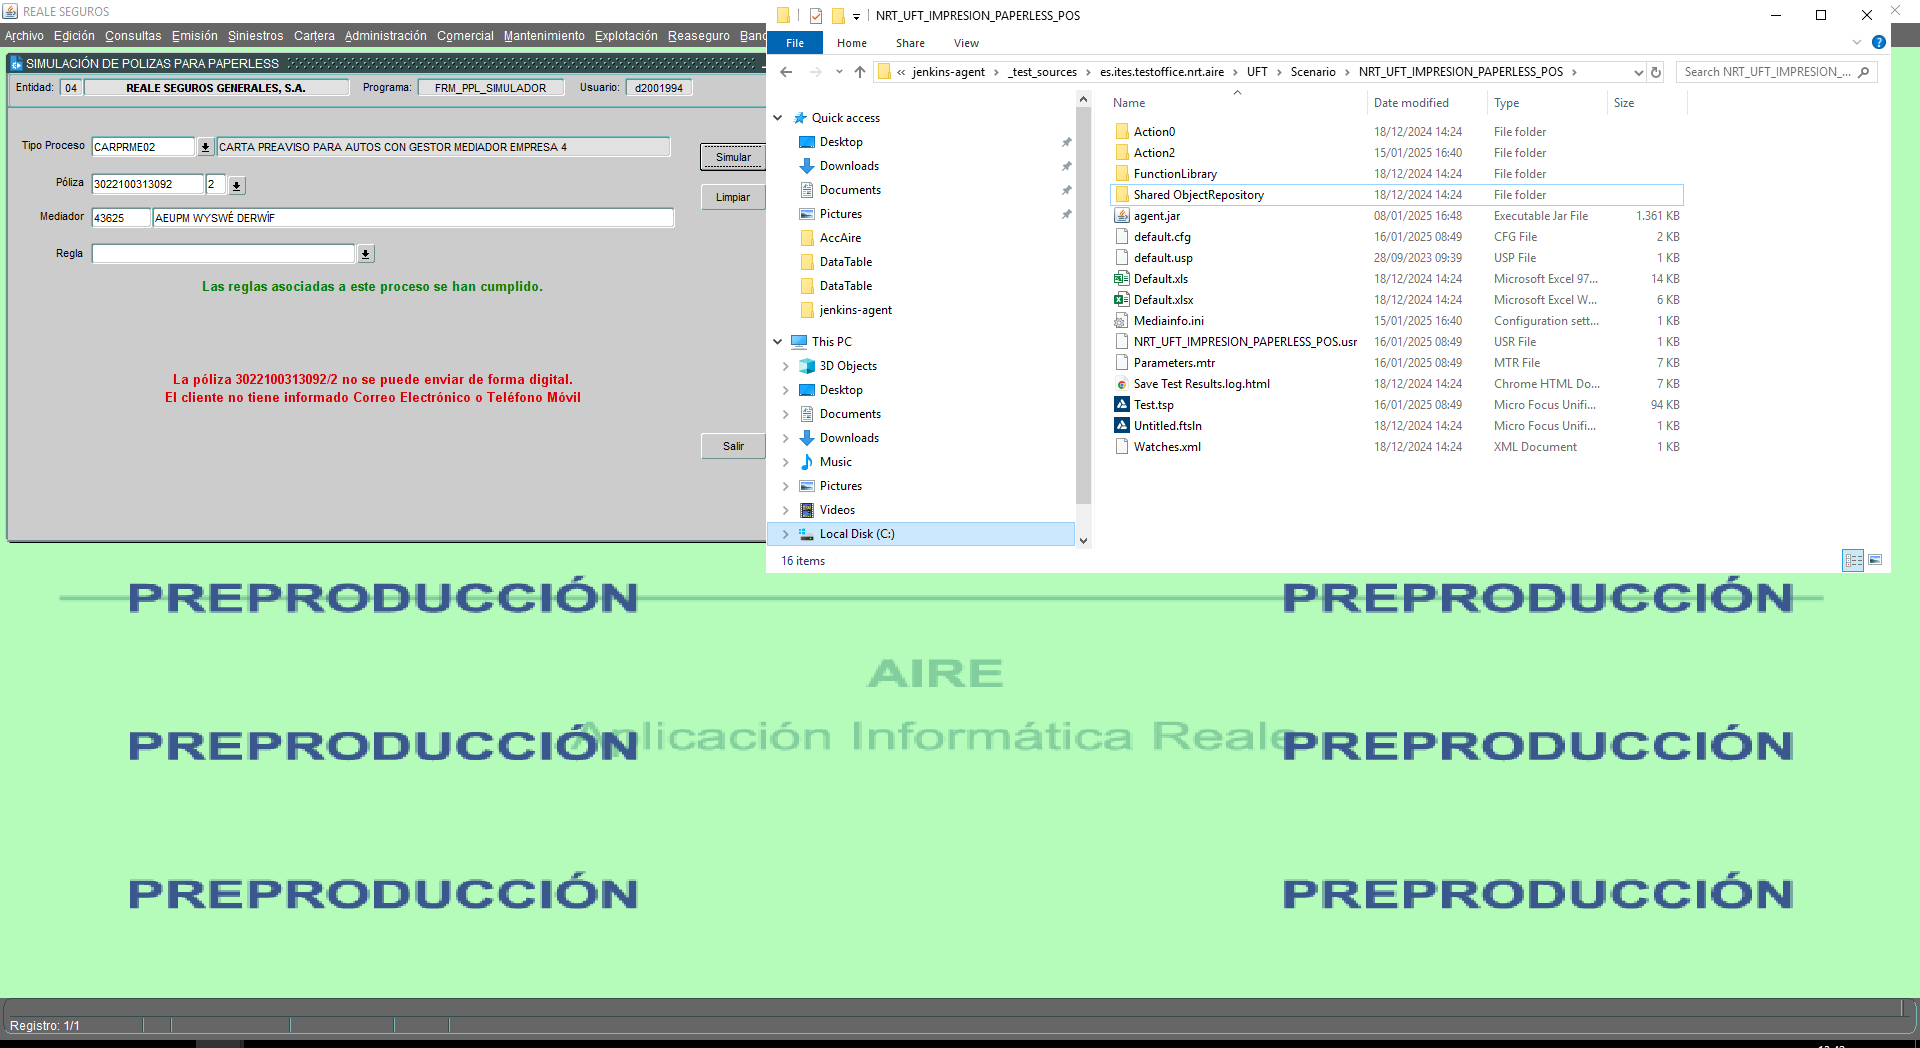 REALE SEGUROS
Archivo Edición Consultas Emisión Siniestros Cartera Administración Comercial Mantenimiento Explotación Reaseguro Banc
SIMULACIÓN DE POLIZAS PARA PAPERLESS
Entidad: 04 REALE SEGUROS GENERALES, S.A. Programa: FRM_PPL_SIMULADOR Usuario: d2001994
Tipo Proceso CARPRME02 CARTA PREAVISO PARA AUTOS CON GESTOR MEDIADOR EMPRESA 4
Simular
Póliza 3022100313092 2
Limpiar
Mediador 43625 AEUPM WYSWÉ DERWÍF
Regla
Las reglas asociadas a este proceso se han cumplido.
La póliza 3022100313092/2 no se puede enviar de forma digital.
El cliente no tiene informado Correo Electrónico o Teléfono Móvil
Salir
NRT_UFT_IMPRESION_PAPERLESS_POS
File Home Share View
« jenkins-agent › _test_sources › es.ites.testoffice.nrt.aire › UFT › Scenario › NRT_UFT_IMPRESION_PAPERLESS_POS ›
Search NRT_UFT_IMPRESION_...
Quick access
Desktop
Downloads
Documents
Pictures
AccAire
DataTable
DataTable
jenkins-agent
This PC
3D Objects
Desktop
Documents
Downloads
Music
Pictures
Videos
Local Disk (C:)
16 items
Name Date modified Type Size
Action0 18/12/2024 14:24 File folder
Action2 15/01/2025 16:40 File folder
FunctionLibrary 18/12/2024 14:24 File folder
Shared ObjectRepository 18/12/2024 14:24 File folder
agent.jar 08/01/2025 16:48 Executable Jar File 1.361 KB
default.cfg 16/01/2025 08:49 CFG File 2 KB
default.usp 28/09/2023 09:39 USP File 1 KB
Default.xls 18/12/2024 14:24 Microsoft Excel 97... 14 KB
Default.xlsx 18/12/2024 14:24 Microsoft Excel W... 6 KB
Mediainfo.ini 15/01/2025 16:40 Configuration sett... 1 KB
NRT_UFT_IMPRESION_PAPERLESS_POS.usr 16/01/2025 08:49 USR File 1 KB
Parameters.mtr 16/01/2025 08:49 MTR File 7 KB
Save Test Results.log.html 18/12/2024 14:24 Chrome HTML Do... 7 KB
Test.tsp 16/01/2025 08:49 Micro Focus Unifi... 94 KB
Untitled.ftsln 18/12/2024 14:24 Micro Focus Unifi... 1 KB
Watches.xml 18/12/2024 14:24 XML Document 1 KB
PREPRODUCCIÓN PREPRODUCCIÓN
AIRE
PREPRODUCCIÓN Aplicación Informática Reale PREPRODUCCIÓN
PREPRODUCCIÓN PREPRODUCCIÓN
Registro: 1/1